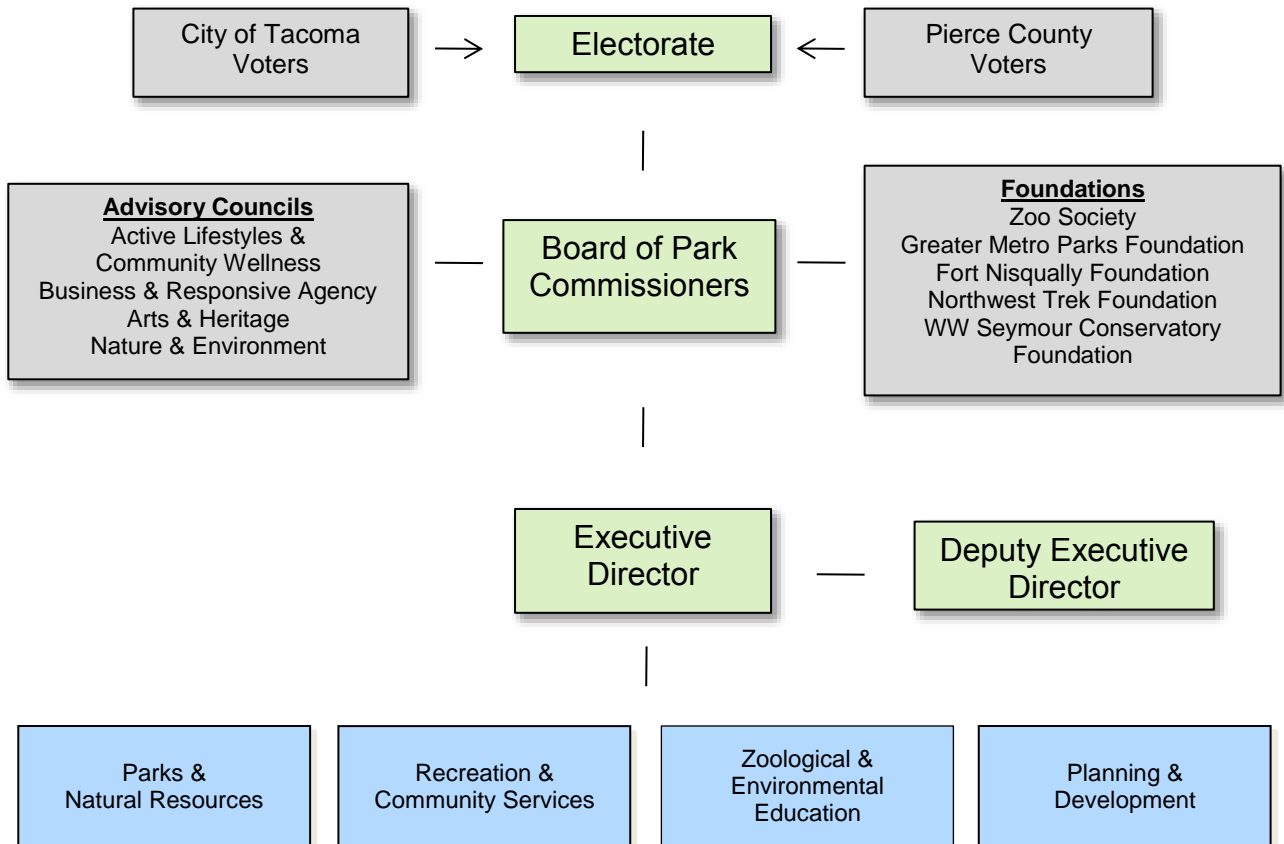 City of Tacoma
Voters
Electorate
Pierce County
Voters
Advisory Councils
Active Lifestyles &
Community Wellness
Business & Responsive Agency
Arts & Heritage
Nature & Environment
Board of Park
Commissioners
Foundations
Zoo Society
Greater Metro Parks Foundation
Fort Nisqually Foundation
Northwest Trek Foundation
WW Seymour Conservatory
Foundation
Executive
Director
Deputy Executive
Director
Parks &
Natural Resources
Recreation &
Community Services
Zoological &
Environmental
Education
Planning &
Development